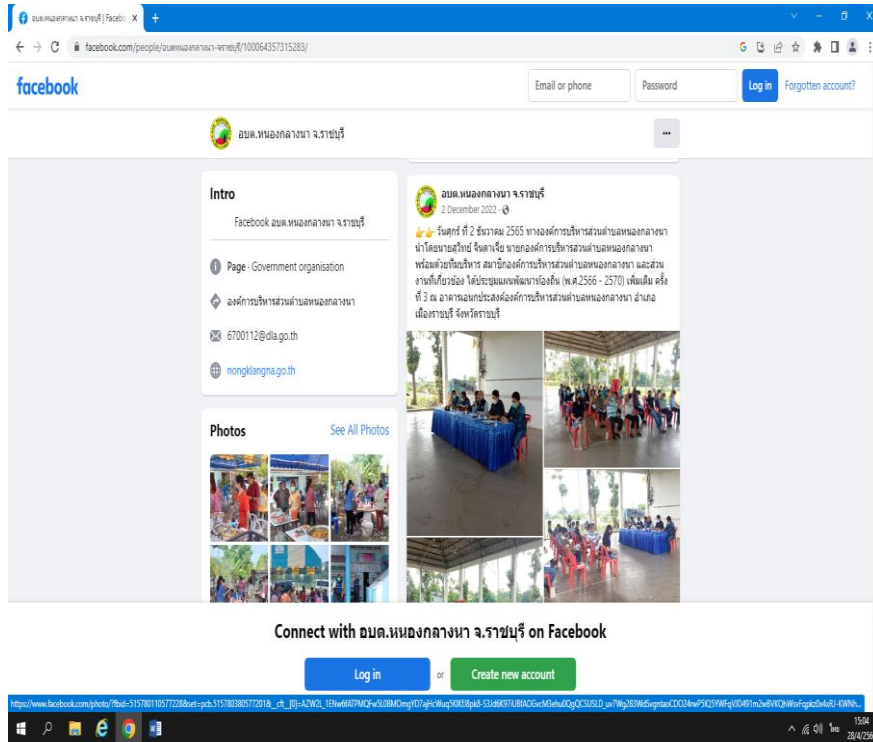 อบต.หนองกลางนา จ.ราชบุรี | Facebo
facebook.com/people/อบตหนองกลางนา-จราชบุรี/100064357315283/
facebook
Email or phone
Password
Log in
Forgotten account?
อบต.หนองกลางนา จ.ราชบุรี
Intro
Facebook อบต.หนองกลางนา จ.ราชบุรี
Page · Government organisation
องค์การบริหารส่วนตำบลหนองกลางนา
6700112@dla.go.th
nongklangna.go.th
Photos
See All Photos
อบต.หนองกลางนา จ.ราชบุรี
2 December 2022 ·
วันศุกร์ ที่ 2 ธันวาคม 2565 ทางองค์การบริหารส่วนตำบลหนองกลางนา
นำโดยนายสุวิทย์ จินดาเจี่ย นายกองค์การบริหารส่วนตำบลหนองกลางนา
พร้อมด้วยทีมบริหาร สมาชิกองค์การบริหารส่วนตำบลหนองกลางนา และส่วน
งานที่เกี่ยวข้อง ได้ประชุมแผนพัฒนาท้องถิ่น (พ.ศ.2566 - 2570) เพิ่มเติม ครั้ง
ที่ 3 ณ อาคารเอนกประสงค์องค์การบริหารส่วนตำบลหนองกลางนา อำเภอ
เมืองราชบุรี จังหวัดราชบุรี
Connect with อบต.หนองกลางนา จ.ราชบุรี on Facebook
Log in
or
Create new account
ไทย
15:04
28/4/256